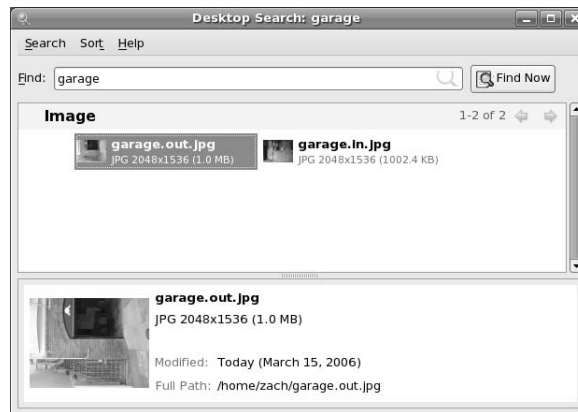 Desktop Search: garage
Search Sort Help
Find: garage Find Now
Image 1-2 of 2
garage.out.jpg garage.in.jpg
JPG 2048x1536 (1.0 MB) JPG 2048x1536 (1002.4 KB)
garage.out.jpg
JPG 2048x1536 (1.0 MB)
Modified: Today (March 15, 2006)
Full Path: /home/zach/garage.out.jpg